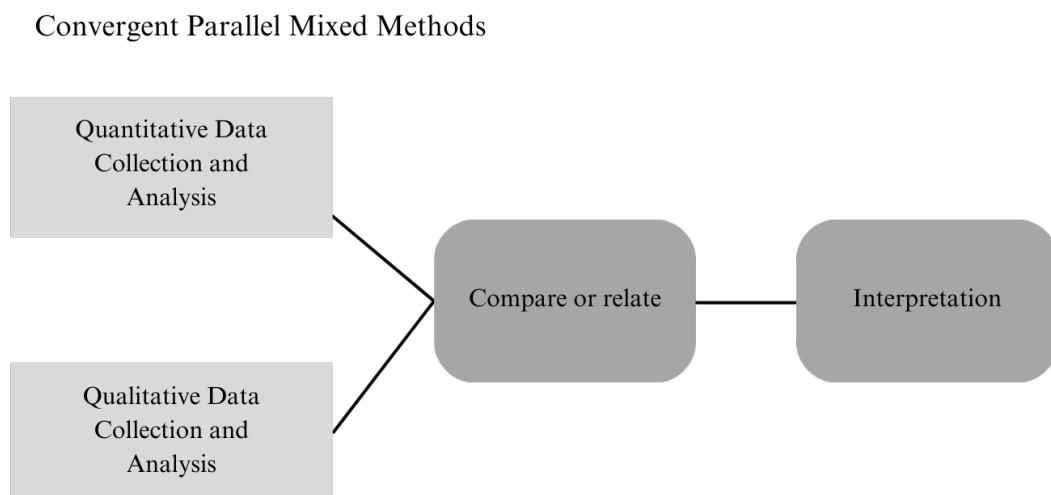 Convergent Parallel Mixed Methods
Quantitative Data
Collection and
Analysis
Compare or relate
Interpretation
Qualitative Data
Collection and
Analysis